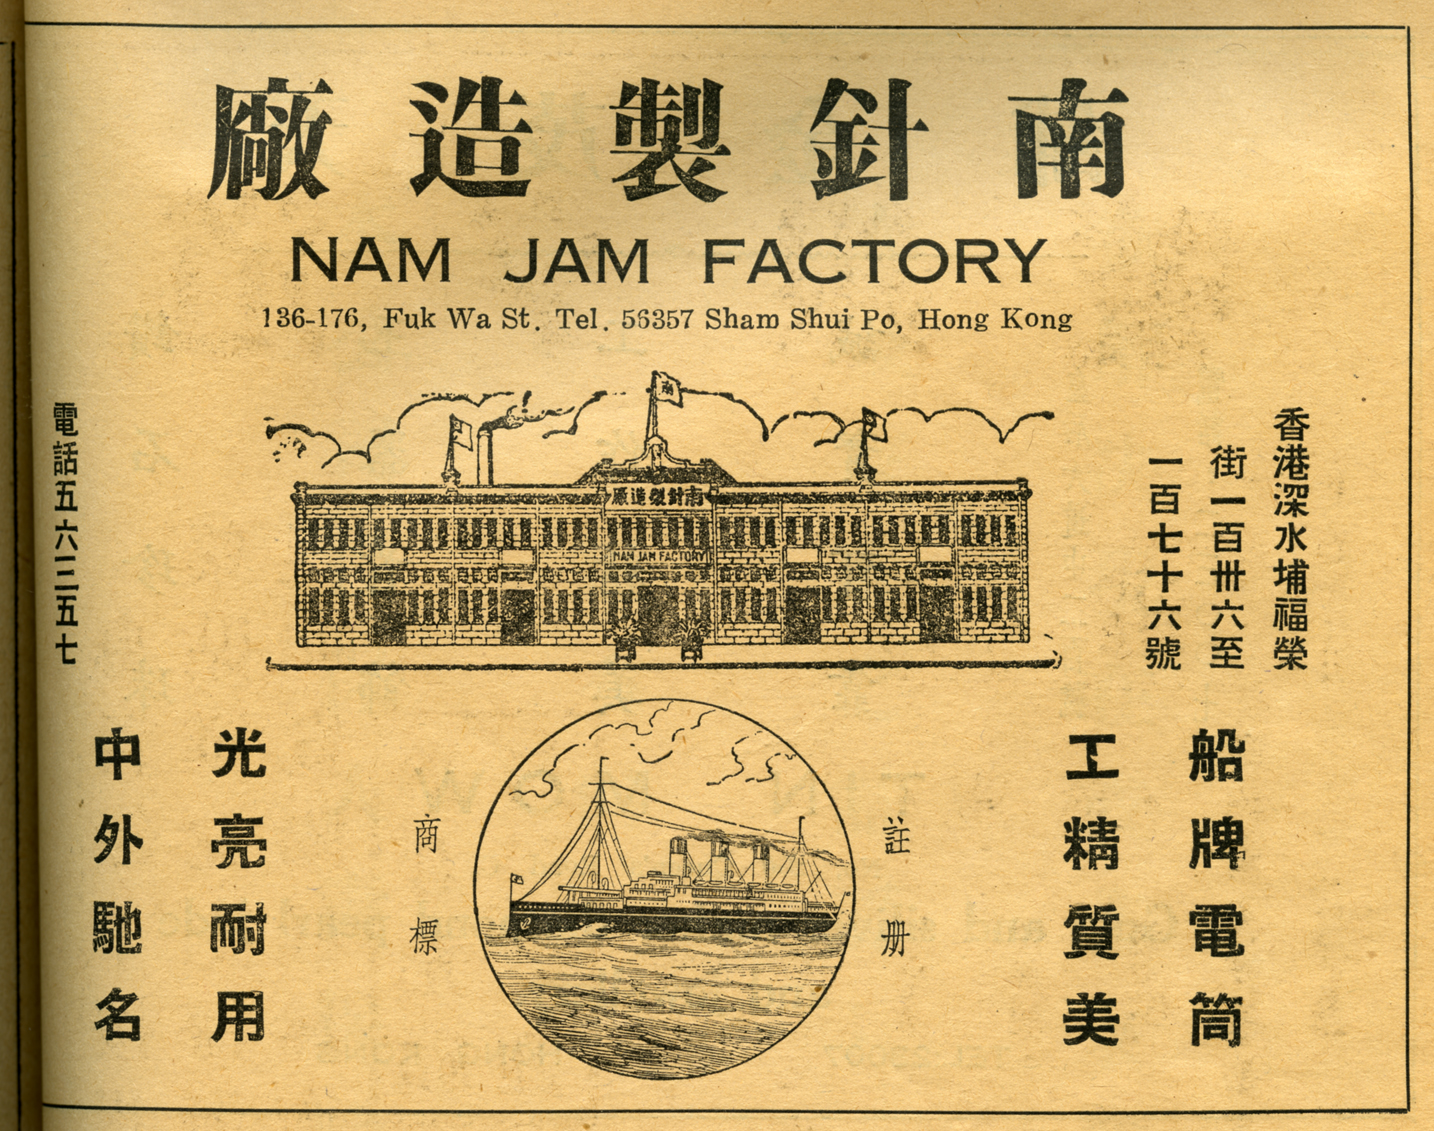 南針製造廠
NAM JAM FACTORY
136-176, Fuk Wa St. Tel. 56357 Sham Shui Po, Hong Kong
香港深水埔福榮
街一百卅六至
一百七十六號
電話五六三五七
南
南針製造廠
NAM JAM FACTORY
船牌電筒
工精質美
註册
商標
光亮耐用
中外馳名